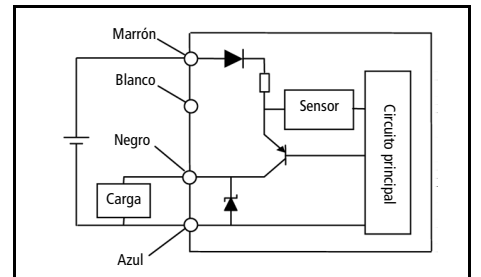 Marrón
Blanco
Sensor
Negro
Circuito principal
Carga
Azul